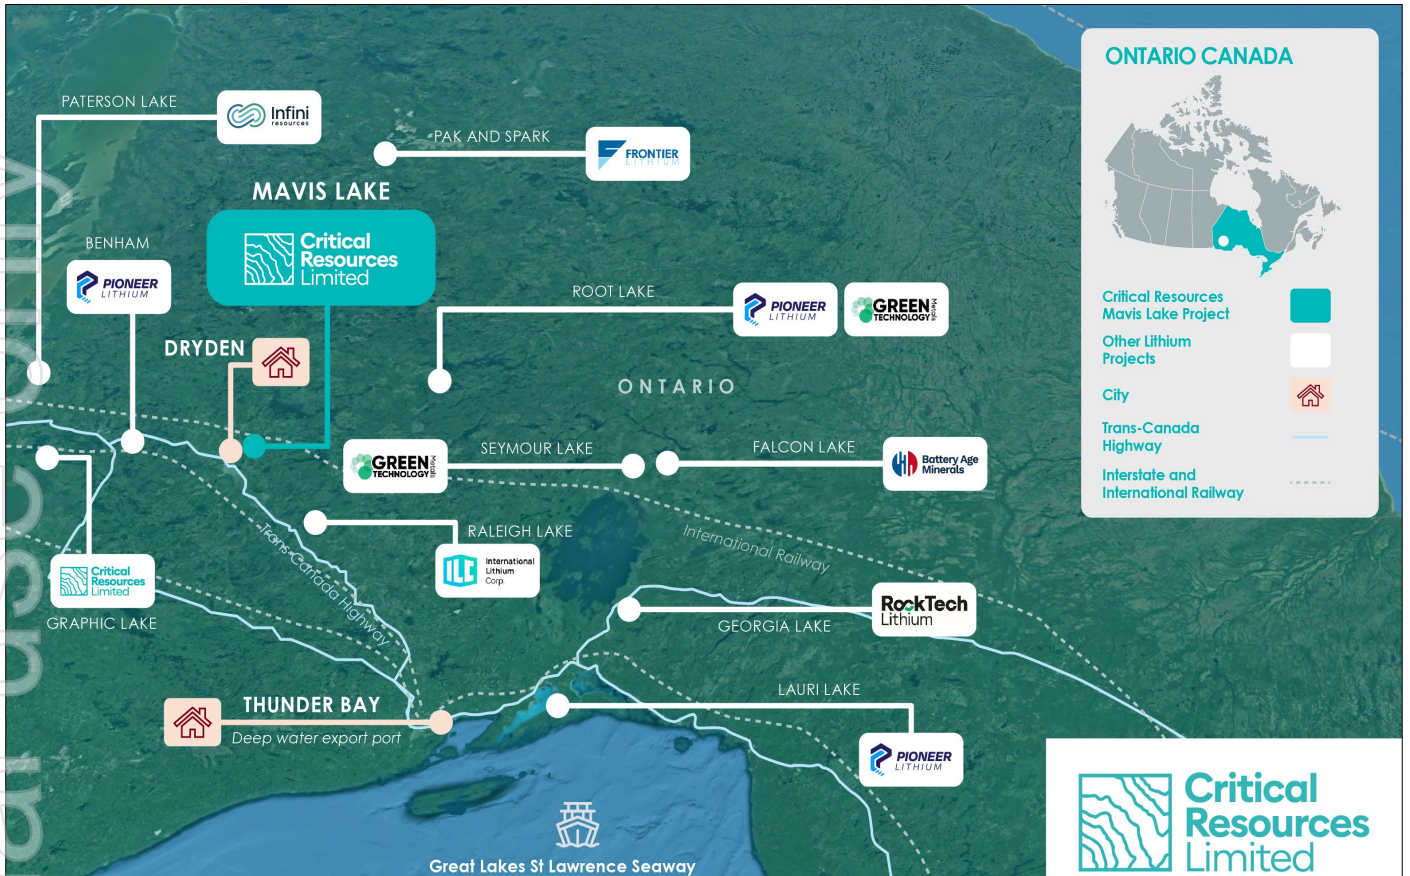 PATERSON LAKE
Infini
resources
PAK AND SPARK
FRONTIER
LITHIUM
MAVIS LAKE
Critical
Resources
Limited
BENHAM
PIONEER
LITHIUM
DRYDEN
ROOT LAKE
PIONEER
LITHIUM
GREEN
TECHNOLOGY
Metals
ONTARIO
GREEN
TECHNOLOGY
Metals
SEYMOUR LAKE
FALCON LAKE
Battery Age
Minerals
RALEIGH LAKE
ILC
International
Lithium
Corp.
Trans-Canada Highway
International Railway
Critical
Resources
Limited
GRAPHIC LAKE
RockTech
Lithium
GEORGIA LAKE
THUNDER BAY
Deep water export port
LAURI LAKE
PIONEER
LITHIUM
Great Lakes St Lawrence Seaway
ONTARIO CANADA
Critical Resources
Mavis Lake Project
Other Lithium
Projects
City
Trans-Canada
Highway
Interstate and
International Railway
Critical
Resources
Limited